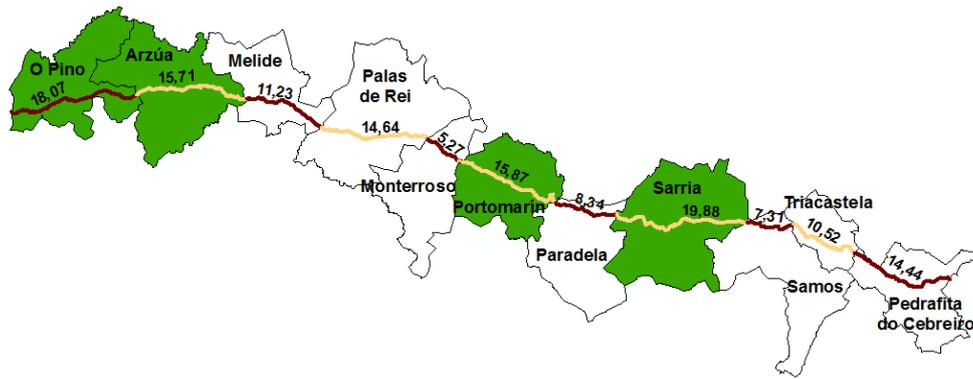 O Pino
18,07
Arzúa
15,71
Melide
11,23
Palas
de Rei
14,64
5,27
Monterroso
15,87
Portomarín
8,34
Paradela
Sarria
19,88
7,31
Triacastela
10,52
Samos
14,44
Pedrafita
do Cebreiro